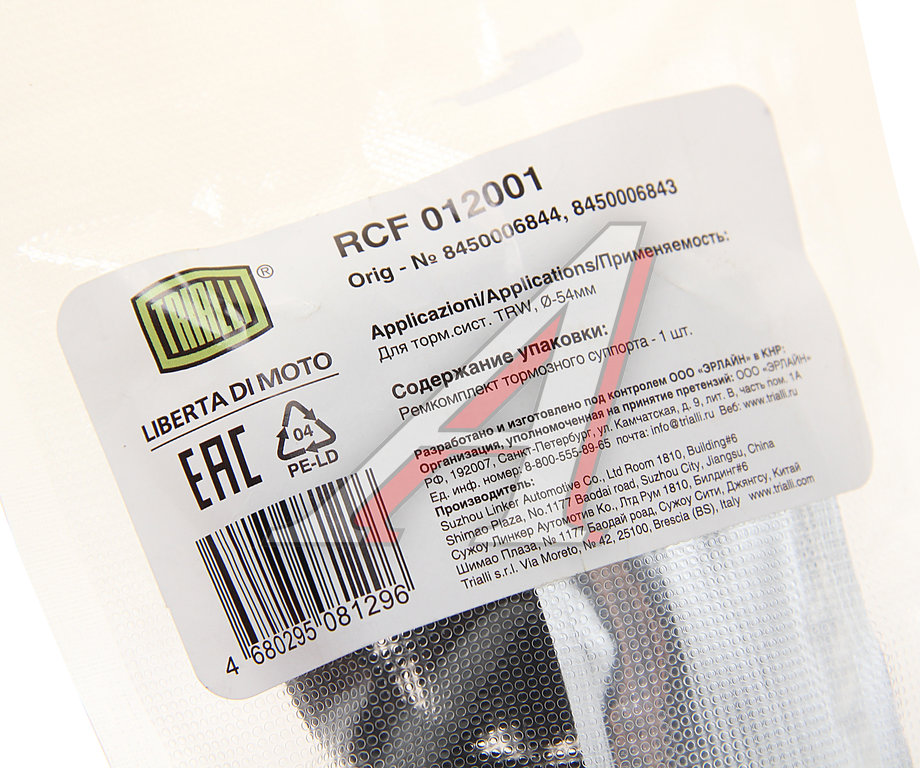 RCF 012001
Orig - № 8450006844, 8450006843
TRIALLI ®
LIBERTA DI MOTO
EAC
04
PE-LD
Applicazioni/Applications/Применяемость:
Для торм.сист. TRW, Ø-54мм
Содержание упаковки:
Ремкомплект тормозного суппорта - 1 шт.
Разработано и изготовлено под контролем ООО «ЭРЛАЙН» в КНР:
Организация, уполномоченная на принятие претензий: ООО «ЭРЛАЙН»
РФ, 192007, Санкт-Петербург, ул. Камчатская, д. 9, лит. В, часть пом. 1А
Ед. инф. номер: 8-800-555-89-65 почта: info@trialli.ru Веб: www.trialli.ru
Производитель:
Suzhou Linker Automotive Co., Ltd Room 1810, Building#6
Shimao Plaza, No.1177 Baodai road, Suzhou City, Jiangsu, China
Сужоу Линкер Аутомотив Ко., Лтд Рум 1810, Билдинг#6
Шимао Плаза, № 1177 Баодай роад, Сужоу Сити, Джянгсу, Китай
Trialli s.r.l. Via Moreto, № 42, 25100, Brescia (BS), Italy www.trialli.com
4 680295 081296